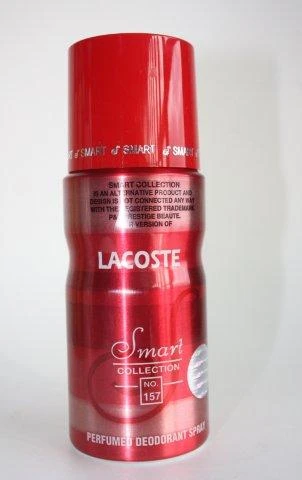 SMART ♂ SMART ♂
SMART COLLECTION
IS AN ALTERNATIVE PRODUCT AND
DESIGN IS NOT CONNECTED ANY WAY
WITH THE REGISTERED TRADEMARK
PRESTIGE BEAUTE.
VERSION OF
LACOSTE
Smart
COLLECTION
NO.
157
PERFUMED DEODORANT SPRAY